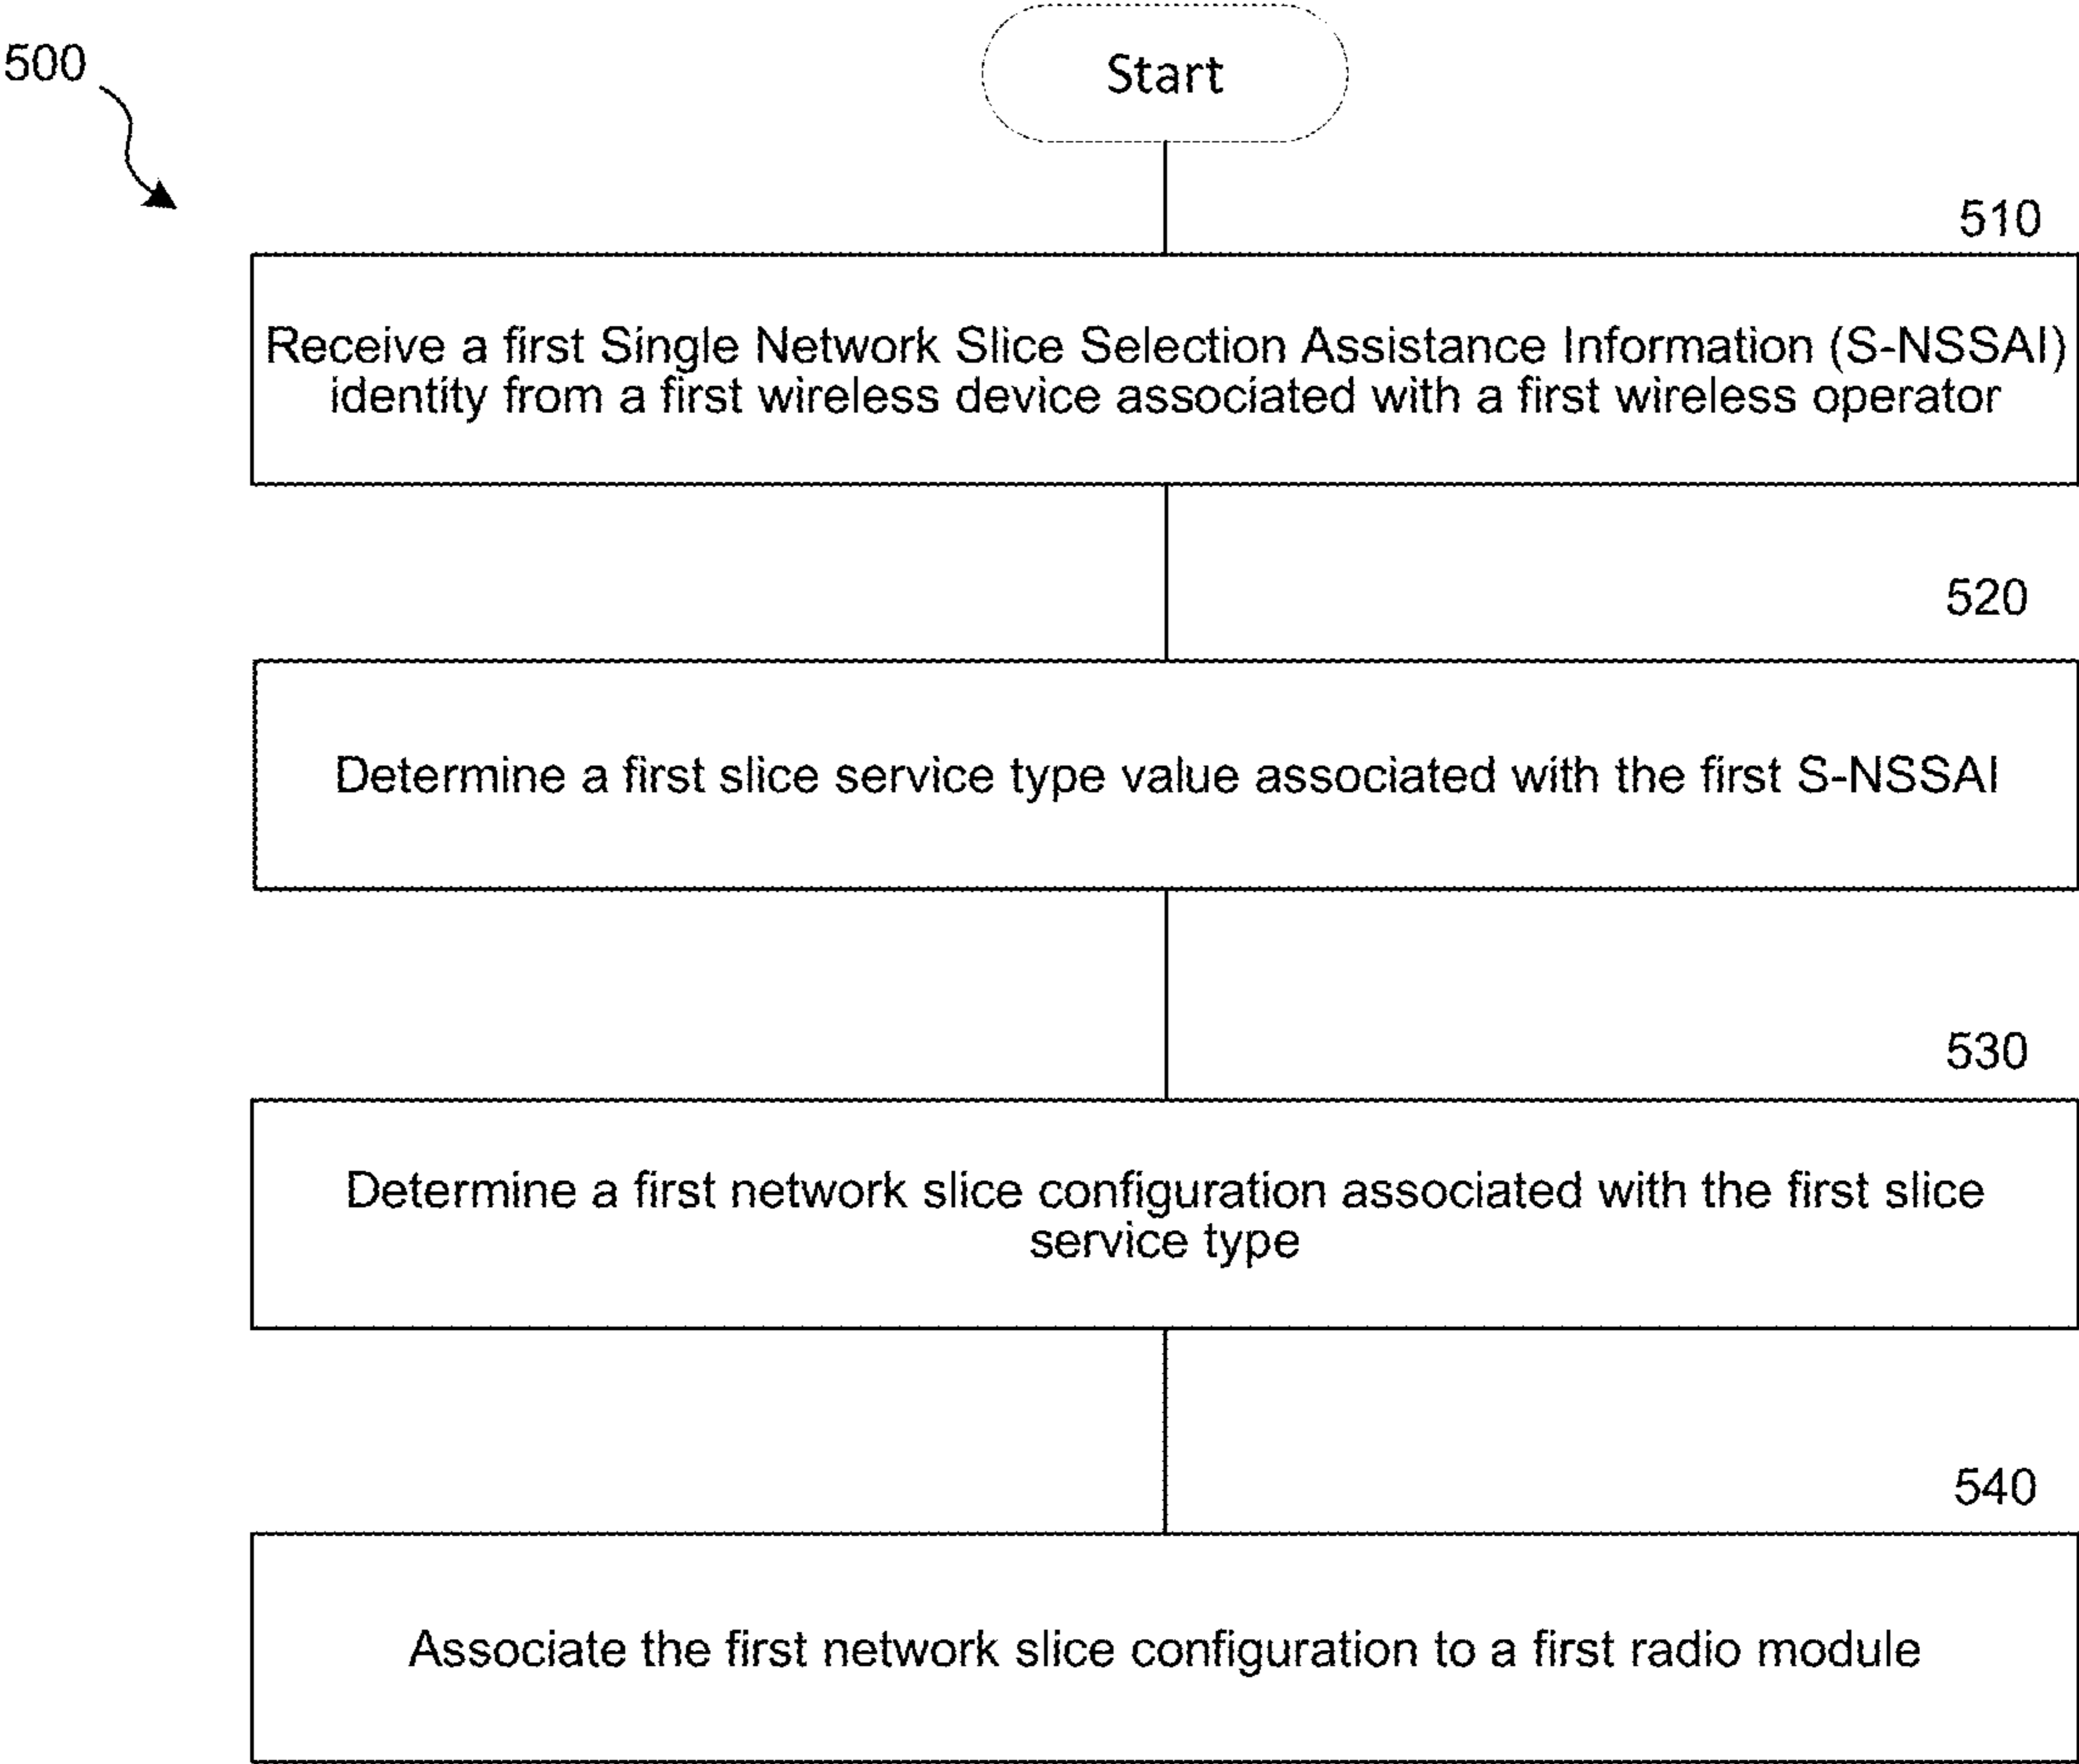 500
Start
510
Receive a first Single Network Slice Selection Assistance Information (S-NSSAI)
identity from a first wireless device associated with a first wireless operator
520
Determine a first slice service type value associated with the first S-NSSAI
530
Determine a first network slice configuration associated with the first slice
service type
540
Associate the first network slice configuration to a first radio module